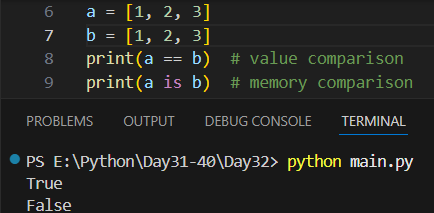 6 a = [1, 2, 3]
7 b = [1, 2, 3]
8 print(a == b)  # value comparison
9 print(a is b)  # memory comparison
PROBLEMS OUTPUT DEBUG CONSOLE TERMINAL
PS E:\Python\Day31-40\Day32> python main.py
True
False